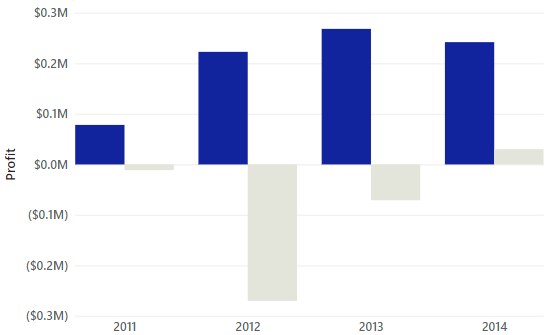 $0.3M
$0.2M
$0.1M
Profit
$0.0M
($0.1M)
($0.2M)
($0.3M)
2011 2012 2013 2014